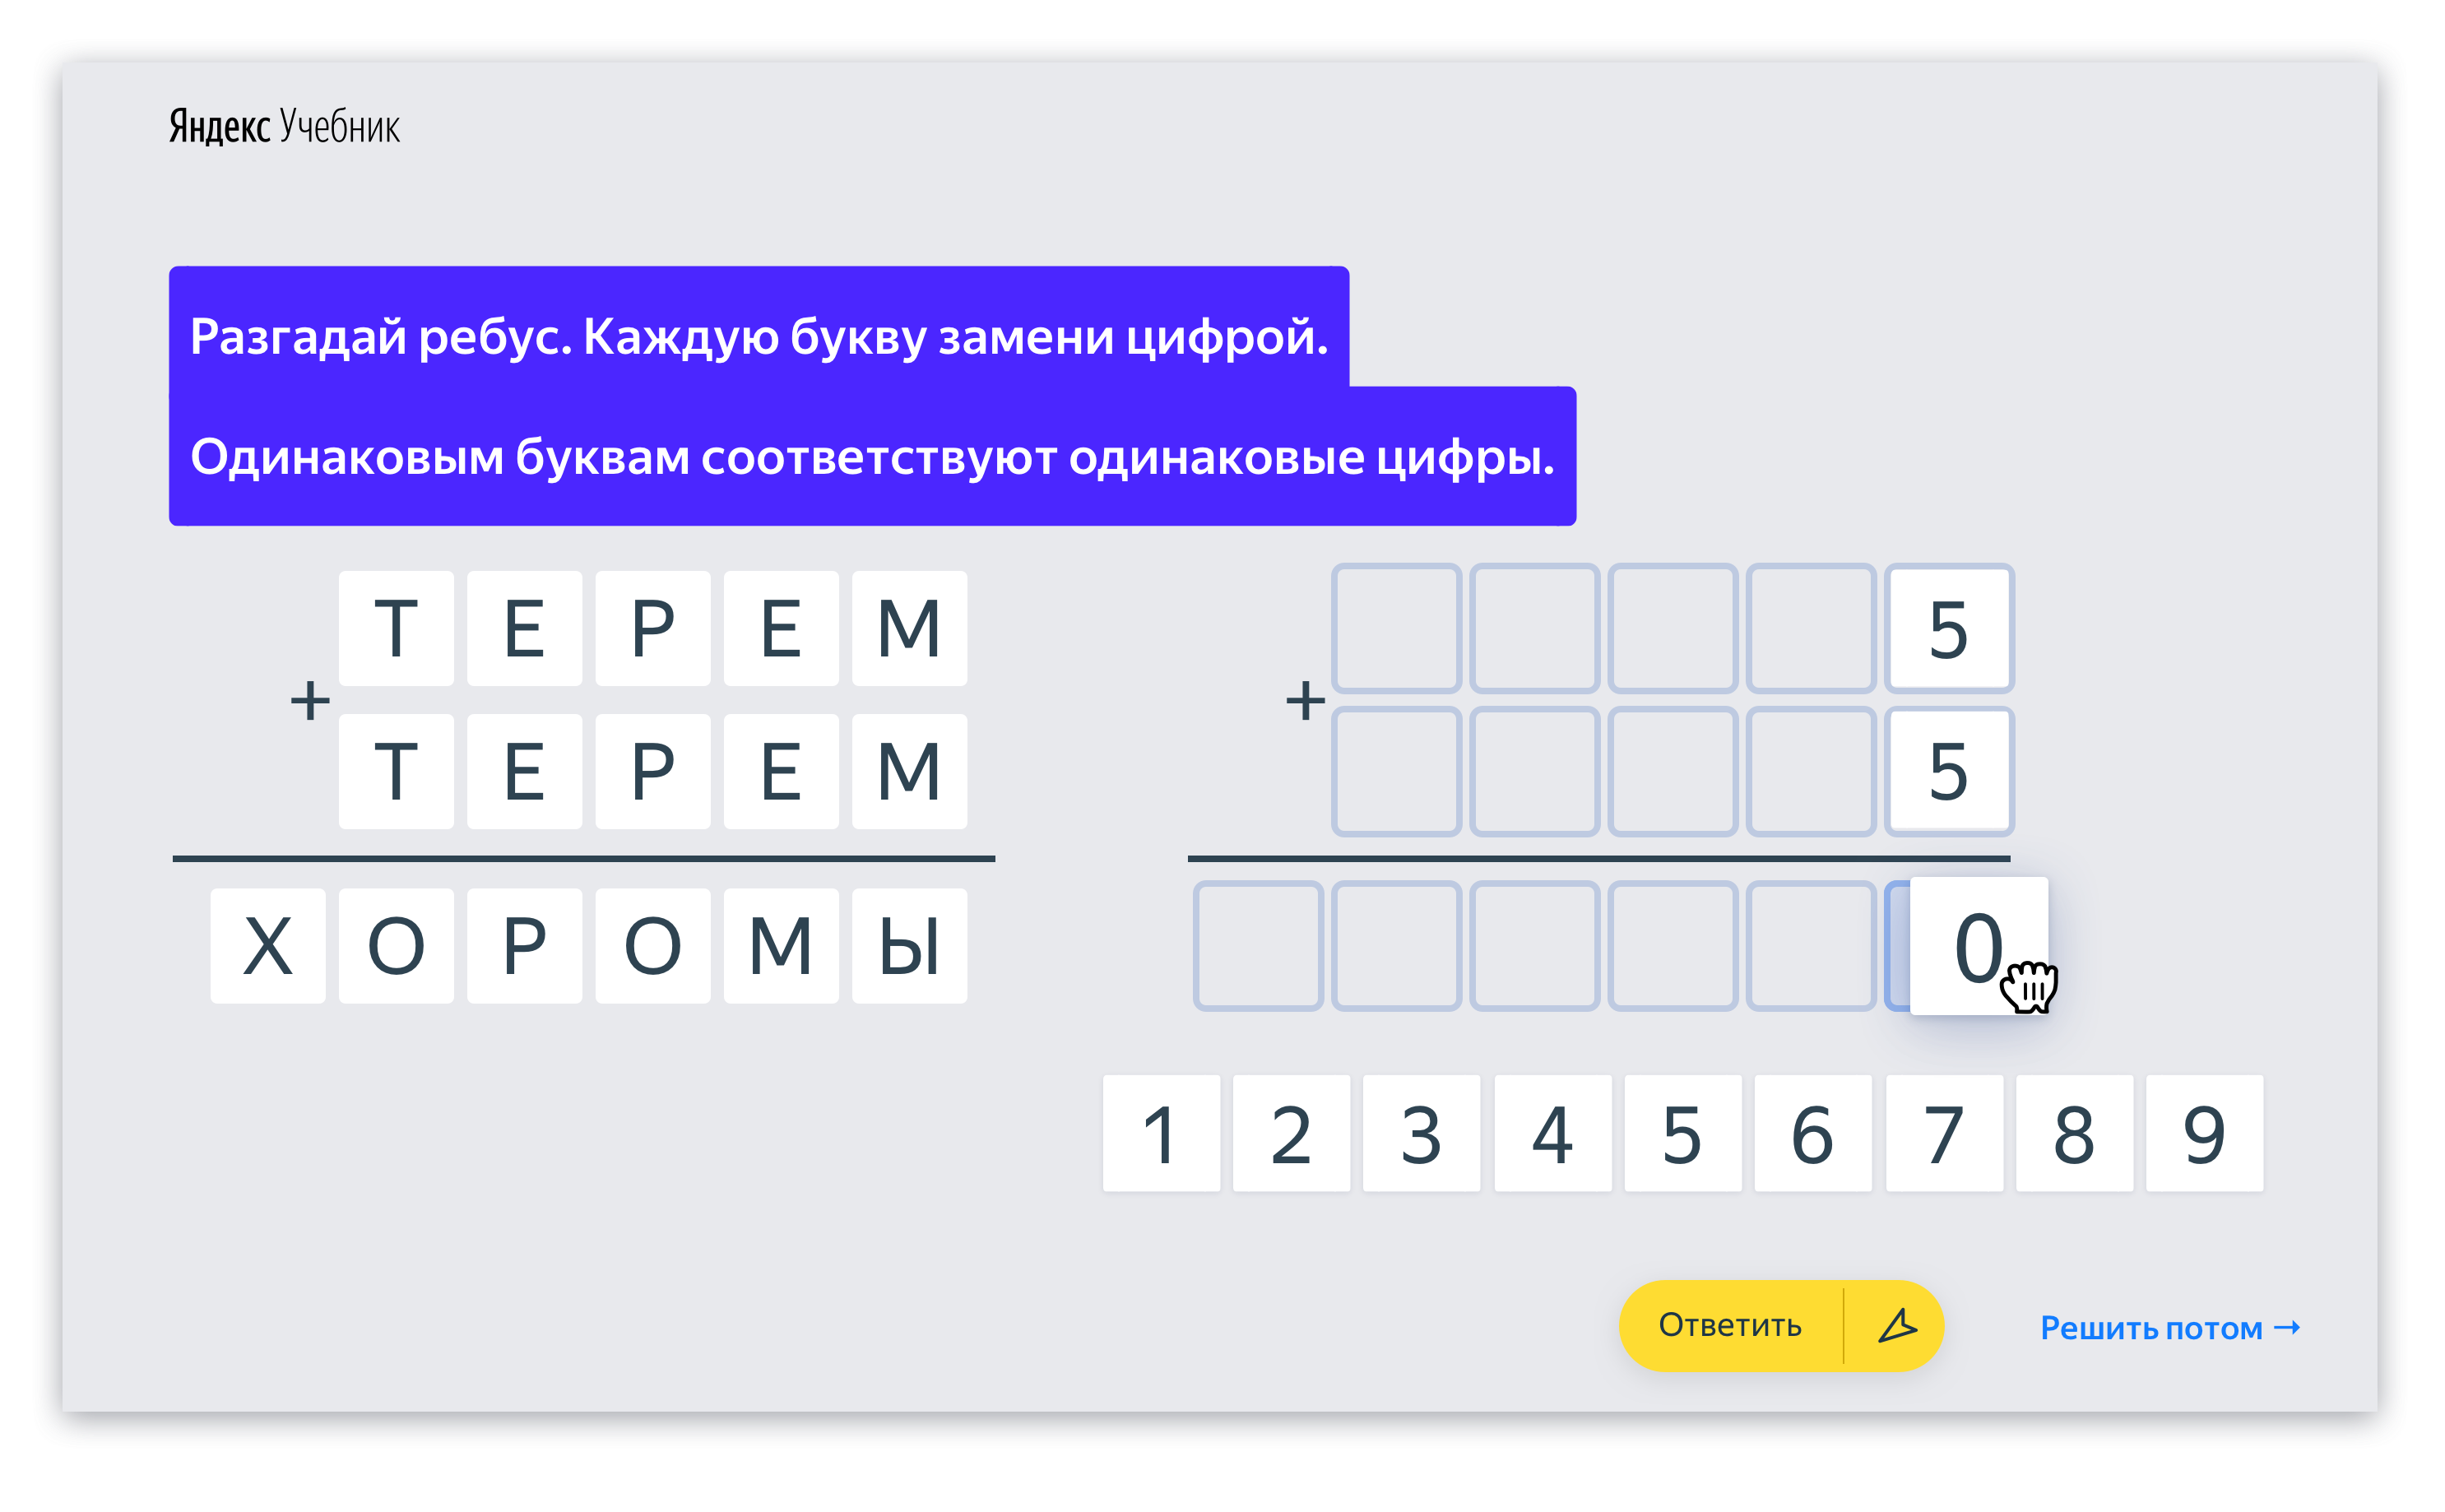 Яндекс Учебник
Разгадай ребус. Каждую букву замени цифрой.
Одинаковым буквам соответствуют одинаковые цифры.
Т Е Р Е М 5
+ +
Т Е Р Е М 5
Х О Р О М Ы 0
1 2 3 4 5 6 7 8 9
Ответить Решить потом →